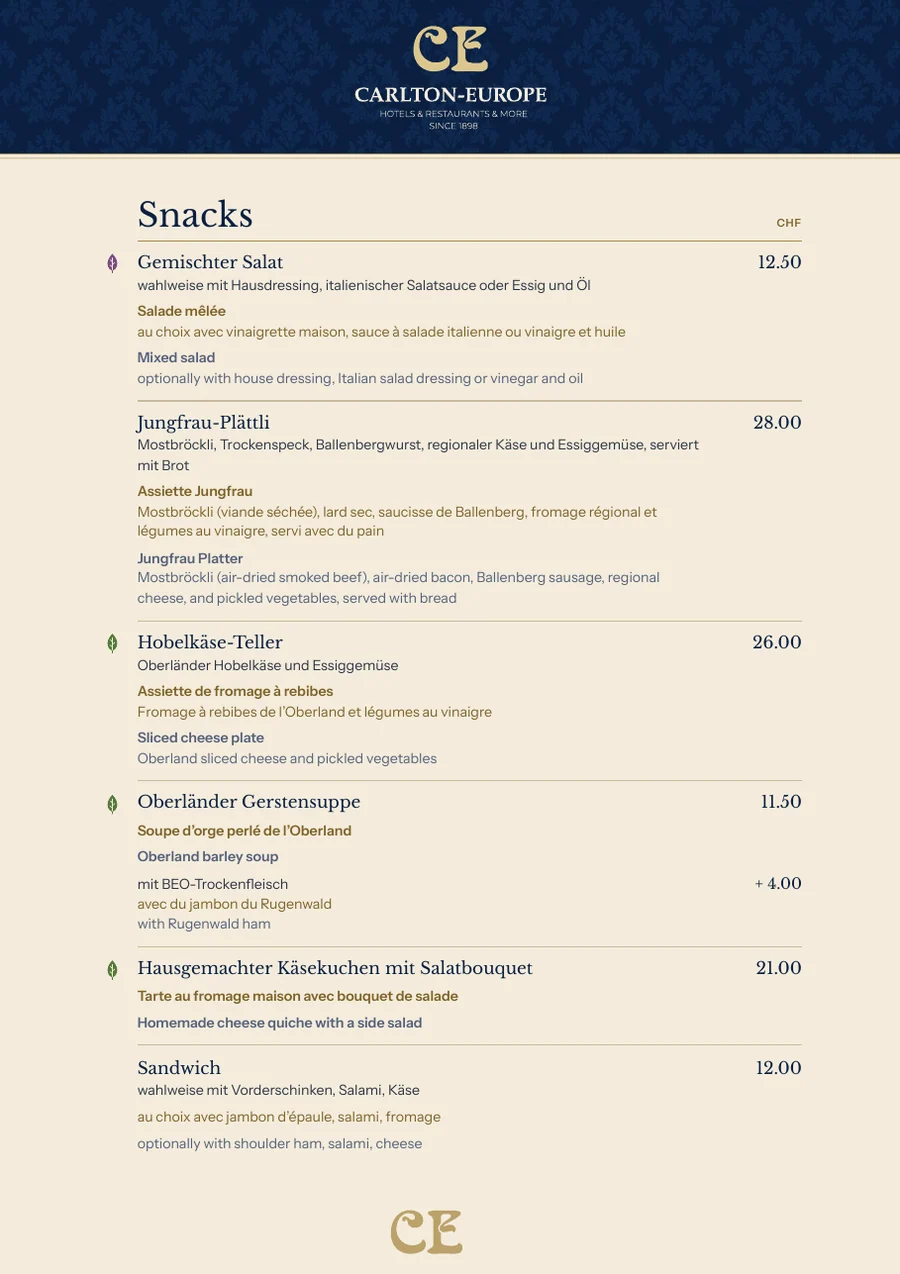 CE
CARLTON-EUROPE
HOTELS & RESTAURANTS & MORE
SINCE 1898
Snacks
CHF
Gemischter Salat 12.50
wahlweise mit Hausdressing, italienischer Salatsauce oder Essig und Öl
Salade mêlée
au choix avec vinaigrette maison, sauce à salade italienne ou vinaigre et huile
Mixed salad
optionally with house dressing, Italian salad dressing or vinegar and oil
Jungfrau-Plättli 28.00
Mostbröckli, Trockenspeck, Ballenbergwurst, regionaler Käse und Essiggemüse, serviert
mit Brot
Assiette Jungfrau
Mostbröckli (viande séchée), lard sec, saucisse de Ballenberg, fromage régional et
légumes au vinaigre, servi avec du pain
Jungfrau Platter
Mostbröckli (air-dried smoked beef), air-dried bacon, Ballenberg sausage, regional
cheese, and pickled vegetables, served with bread
Hobelkäse-Teller 26.00
Oberländer Hobelkäse und Essiggemüse
Assiette de fromage à rebibes
Fromage à rebibes de l’Oberland et légumes au vinaigre
Sliced cheese plate
Oberland sliced cheese and pickled vegetables
Oberländer Gerstensuppe 11.50
Soupe d’orge perlé de l’Oberland
Oberland barley soup
mit BEO-Trockenfleisch + 4.00
avec du jambon du Rugenwald
with Rugenwald ham
Hausgemachter Käsekuchen mit Salatbouquet 21.00
Tarte au fromage maison avec bouquet de salade
Homemade cheese quiche with a side salad
Sandwich 12.00
wahlweise mit Vorderschinken, Salami, Käse
au choix avec jambon d’épaule, salami, fromage
optionally with shoulder ham, salami, cheese
CE